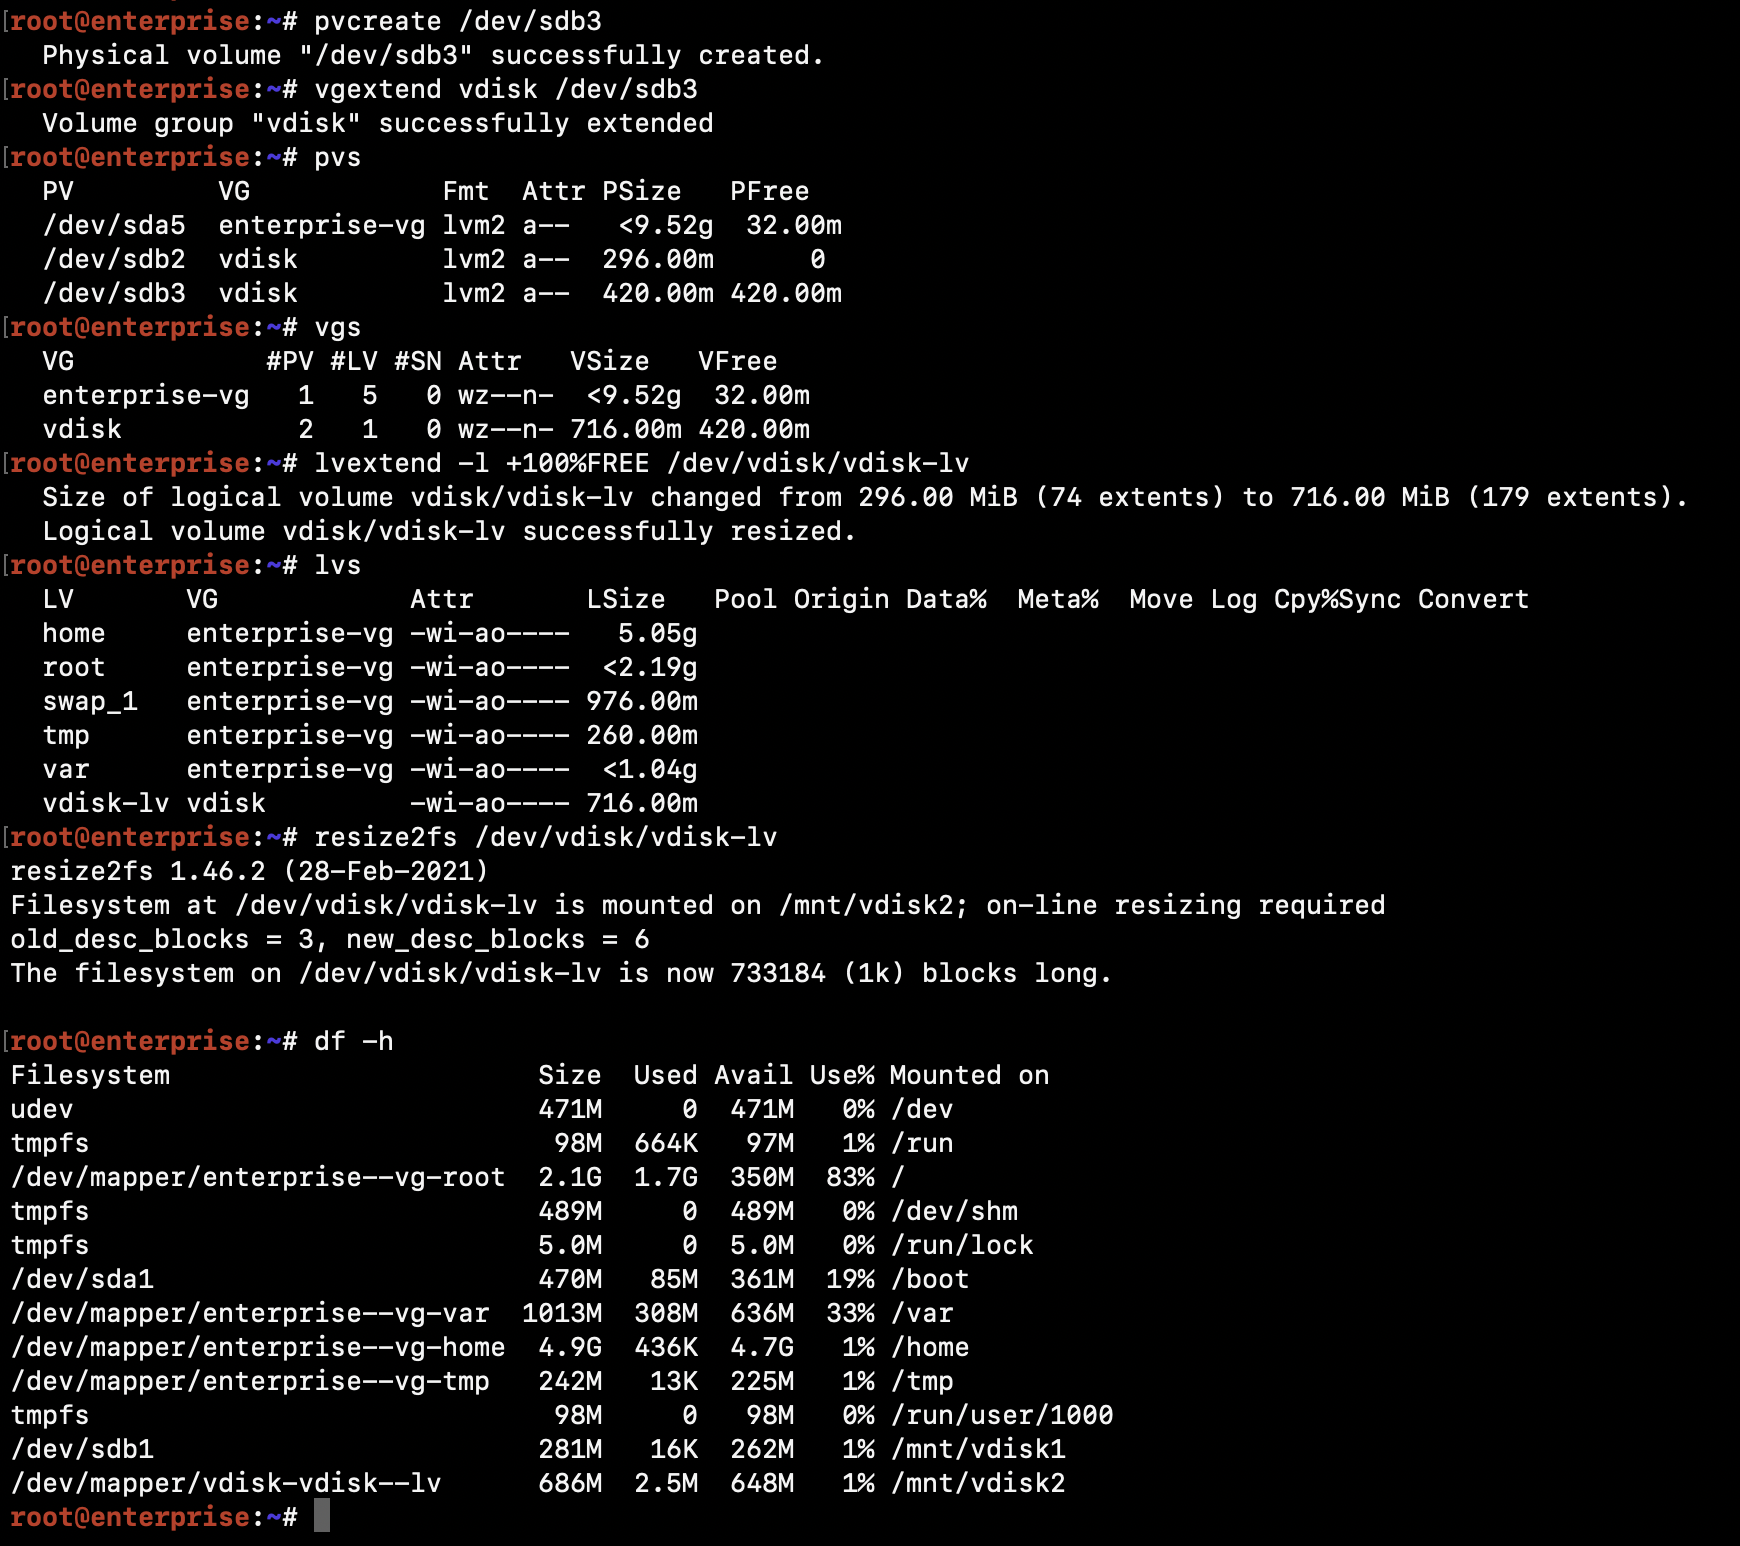 [root@enterprise:~# pvcreate /dev/sdb3
  Physical volume "/dev/sdb3" successfully created.
[root@enterprise:~# vgextend vdisk /dev/sdb3
  Volume group "vdisk" successfully extended
[root@enterprise:~# pvs
  PV         VG            Fmt  Attr PSize   PFree
  /dev/sda5  enterprise-vg lvm2 a--   <9.52g  32.00m
  /dev/sdb2  vdisk         lvm2 a--  296.00m      0
  /dev/sdb3  vdisk         lvm2 a--  420.00m 420.00m
[root@enterprise:~# vgs
  VG            #PV #LV #SN Attr   VSize   VFree
  enterprise-vg   1   5   0 wz--n-  <9.52g  32.00m
  vdisk           2   1   0 wz--n- 716.00m 420.00m
[root@enterprise:~# lvextend -l +100%FREE /dev/vdisk/vdisk-lv
  Size of logical volume vdisk/vdisk-lv changed from 296.00 MiB (74 extents) to 716.00 MiB (179 extents).
  Logical volume vdisk/vdisk-lv successfully resized.
[root@enterprise:~# lvs
  LV       VG            Attr       LSize   Pool Origin Data%  Meta%  Move Log Cpy%Sync Convert
  home     enterprise-vg -wi-ao----   5.05g
  root     enterprise-vg -wi-ao----  <2.19g
  swap_1   enterprise-vg -wi-ao---- 976.00m
  tmp      enterprise-vg -wi-ao---- 260.00m
  var      enterprise-vg -wi-ao----  <1.04g
  vdisk-lv vdisk         -wi-ao---- 716.00m
[root@enterprise:~# resize2fs /dev/vdisk/vdisk-lv
resize2fs 1.46.2 (28-Feb-2021)
Filesystem at /dev/vdisk/vdisk-lv is mounted on /mnt/vdisk2; on-line resizing required
old_desc_blocks = 3, new_desc_blocks = 6
The filesystem on /dev/vdisk/vdisk-lv is now 733184 (1k) blocks long.

[root@enterprise:~# df -h
Filesystem                       Size  Used Avail Use% Mounted on
udev                             471M     0  471M   0% /dev
tmpfs                             98M  664K   97M   1% /run
/dev/mapper/enterprise--vg-root  2.1G  1.7G  350M  83% /
tmpfs                            489M     0  489M   0% /dev/shm
tmpfs                            5.0M     0  5.0M   0% /run/lock
/dev/sda1                        470M   85M  361M  19% /boot
/dev/mapper/enterprise--vg-var  1013M  308M  636M  33% /var
/dev/mapper/enterprise--vg-home  4.9G  436K  4.7G   1% /home
/dev/mapper/enterprise--vg-tmp   242M   13K  225M   1% /tmp
tmpfs                             98M     0   98M   0% /run/user/1000
/dev/sdb1                        281M   16K  262M   1% /mnt/vdisk1
/dev/mapper/vdisk-vdisk--lv      686M  2.5M  648M   1% /mnt/vdisk2
root@enterprise:~#